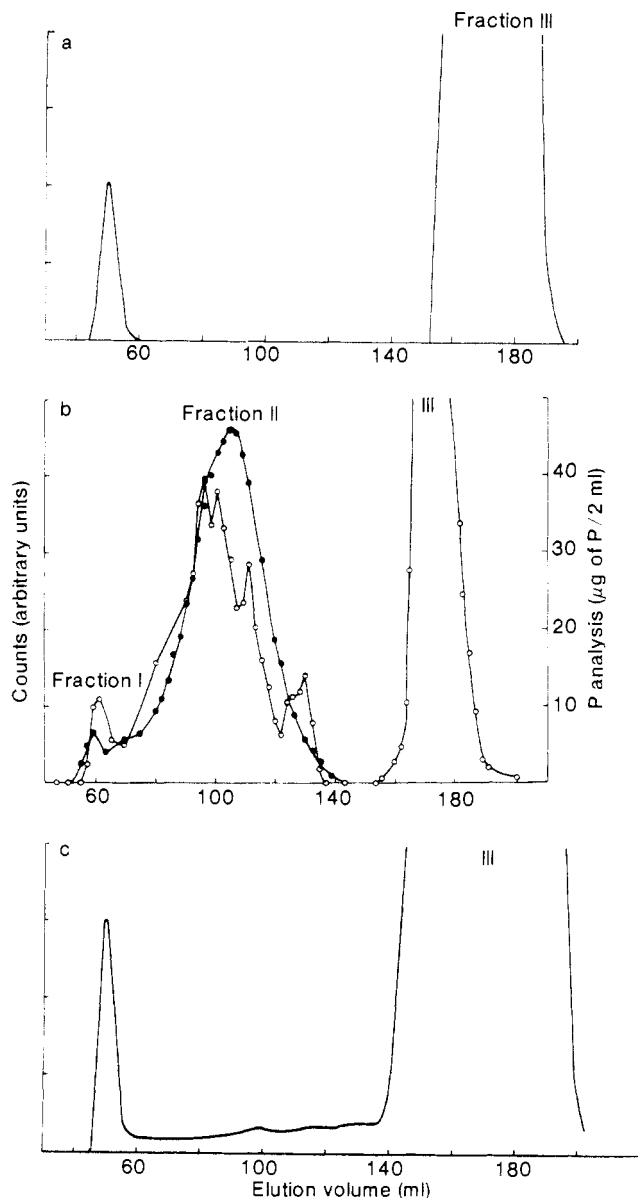 Fraction III
a
60 100 140 180
b
Fraction II
III
Fraction I
Counts (arbitrary units)
40
30
20
10
P analysis (µg of P/2 ml)
60 100 140 180
c
III
60 100 140 180
Elution volume (ml)